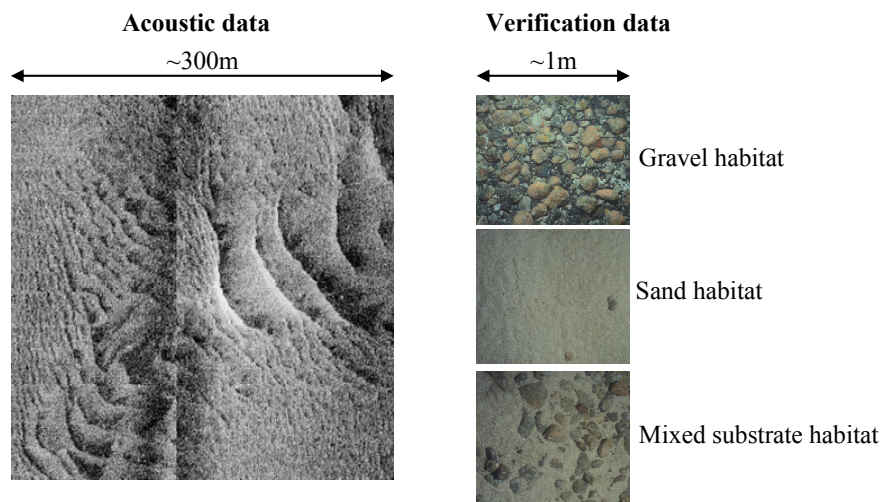 Acoustic data
~300m
Verification data
~1m
Gravel habitat
Sand habitat
Mixed substrate habitat